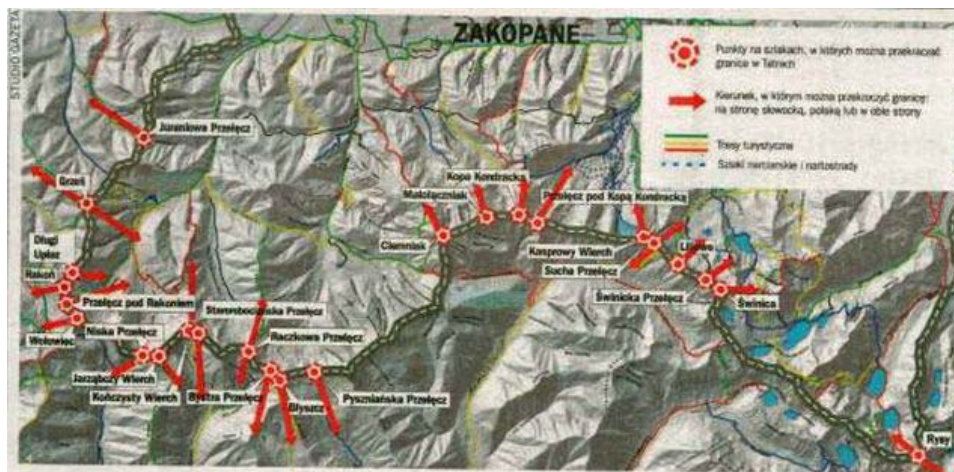 STUDIO GAZETA
ZAKOPANE
Punkty na szlakach, w których można przekraczać
granice w Tatrach
Kierunek, w którym można przekroczyć granicę:
na stronę słowacką, polską lub w obie strony
Trasy turystyczne
Szlaki narciarskie i nartostrady
Juraniowa Przełęcz
Grześ
Długi
Upłaz
Rakoń
Przełęcz pod Rakoniem
Wołowiec
Niska Przełęcz
Jarząbczy Wierch
Kończysty Wierch
Starorobociańska Przełęcz
Raczkowa Przełęcz
Bystra Przełęcz
Błyszcz
Pyszniańska Przełęcz
Ciemniak
Małołączniak
Kopa Kondracka
Przełęcz pod Kopą Kondracką
Kasprowy Wierch
Sucha Przełęcz
Liliowe
Świnicka Przełęcz
Świnica
Rysy